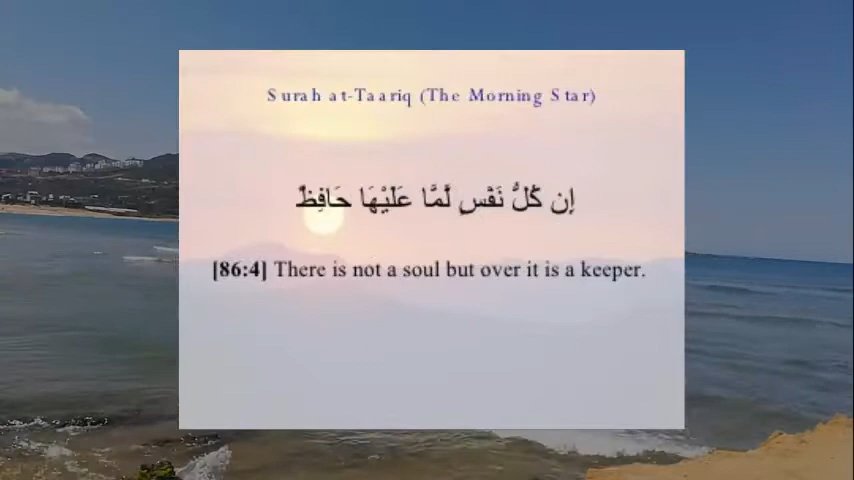 Surah at-Taariq (The Morning Star)
إِن كُلُّ نَفْسٍ لَّمَّا عَلَيْهَا حَافِظٌ
[86:4] There is not a soul but over it is a keeper.